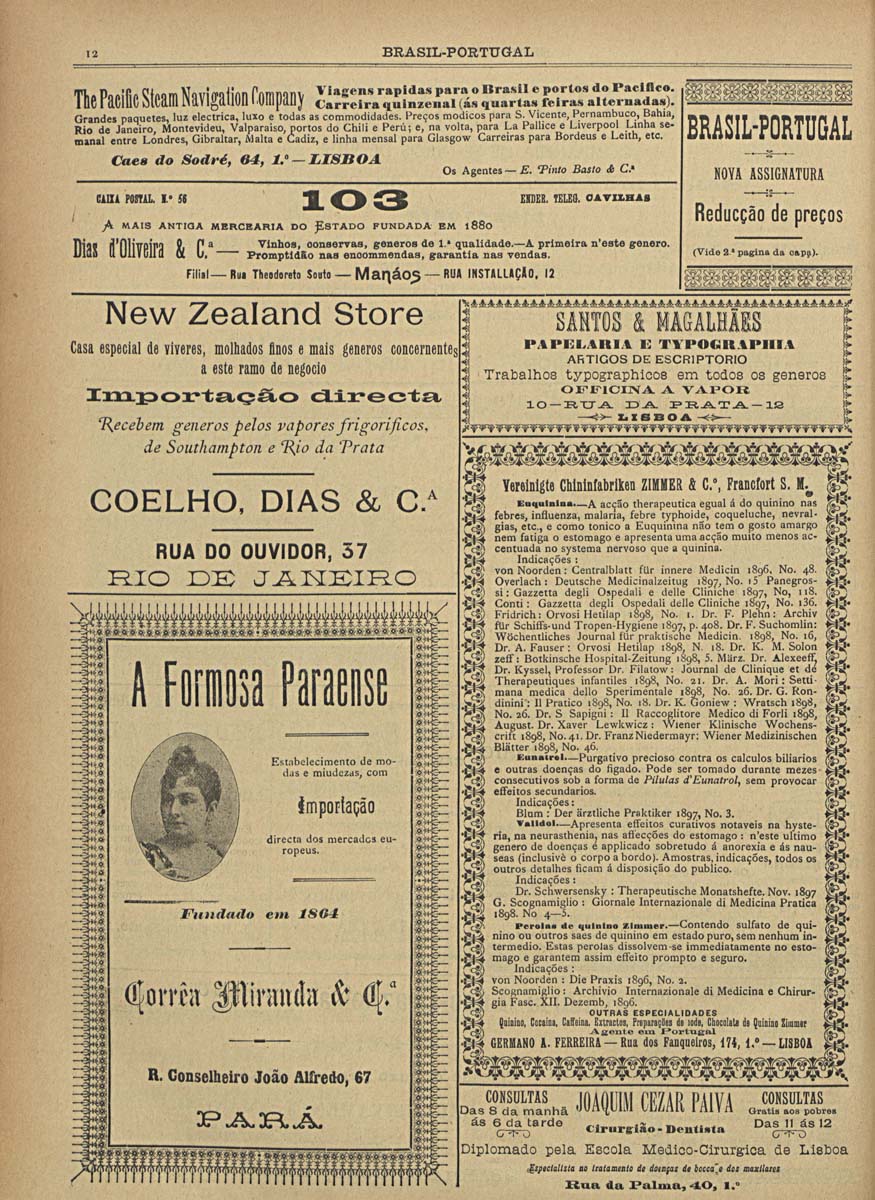 12
BRASIL-PORTUGAL
The Pacific Steam Navigation Company
Viagens rapidas para o Brasil e portos do Pacifico.
Carreira quinzenal (ás quartas feiras alternadas).
Grandes paquetes, luz electrica, luxo e todas as commodidades. Preços modicos para S. Vicente, Pernambuco, Bahia,
Rio de Janeiro, Montevideu, Valparaiso, portos do Chili e Perú; e, na volta, para La Pallice e Liverpool Linha se-
manal entre Londres, Gibraltar, Malta e Cadiz, e linha mensal para Glasgow Carreiras para Bordeus e Leith, etc.
Caes do Sodré, 64, 1.º — LISBOA
Os Agentes — E. Pinto Basto & C.ª
CAIXA POSTAL. N.º 56
103
ENDER. TELEG. CAVILHAS
A MAIS ANTIGA MERCEARIA DO ESTADO FUNDADA EM 1880
Dias d'Oliveira & C.ª —
Vinhos, conservas, generos de 1.ª qualidade.—A primeira n'este genero.
Promptidão nas encommendas, garantia nas vendas.
Filial — Rua Theodoreto Souto — Manáos — RUA INSTALLAÇÃO, 12
BRASIL-PORTUGAL
NOVA ASSIGNATURA
Reducção de preços
(Vide 2.ª pagina da capa).
New Zealand Store
Casa especial de viveres, molhados finos e mais generos concernentes
a este ramo de negocio
Importação directa
Recebem generos pelos vapores frigorificos,
de Southampton e Rio da Prata
COELHO, DIAS & C.ª
RUA DO OUVIDOR, 37
RIO DE JANEIRO
A Formosa Paraense
Estabelecimento de mo-
das e miudezas, com
Importação
directa dos mercados eu-
ropeus.
Fundado em 1864
Corrêa Miranda & C.ª
R. Conselheiro João Alfredo, 67
PARÁ
SANTOS & MAGALHÃES
PAPELARIA E TYPOGRAPHIA
ARTIGOS DE ESCRIPTORIO
Trabalhos typographicos em todos os generos
OFFICINA A VAPOR
10—RUA DA PRATA—12
LISBOA
Vereinigte Chininfabriken ZIMMER & C.º, Francfort S. M.
Euquinina.—A acção therapeutica egual á do quinino nas
febres, influenza, malaria, febre typhoide, coqueluche, nevral-
gias, etc., e como tonico a Euquinina não tem o gosto amargo
nem fatiga o estomago e apresenta uma acção muito menos ac-
centuada no systema nervoso que a quinina.
Indicações :
von Noorden : Centralblatt für innere Medicin 1896, No. 48.
Overlach : Deutsche Medicinalzeitug 1897, No. 15 Panegros-
si : Gazzetta degli Ospedali e delle Cliniche 1897, No, 118.
Conti : Gazzetta degli Ospedali delle Cliniche 1897, No. 136.
Fridrich : Orvosi Hetilap 1898, No. 1. Dr. F. Plehn : Archiv
für Schiffs-und Tropen-Hygiene 1897, p. 408. Dr. F. Suchomlin:
Wöchentliches Journal für praktische Medicin. 1898, No. 16,
Dr. A. Fauser : Orvosi Hetilap 1898, N. 18. Dr. K. M. Solon
zeff : Botkinsche Hospital-Zeitung 1898, 5. März. Dr. Alexeeff,
Dr. Kyssel, Professor Dr. Filatow : Journal de Clinique et de
Therapeutiques infantiles 1898, No. 21. Dr. A. Mori : Setti-
mana medica dello Sperimentale 1898, No. 26. Dr. G. Ron-
dinini : Il Pratico 1898, No. 18. Dr. K. Goniew : Wratsch 1898,
No. 26. Dr. S Sapigni : Il Raccoglitore Medico di Forli 1898,
August. Dr. Xaver Lewkwicz : Wiener Klinische Wochens-
crift 1898, No. 41. Dr. Franz Niedermayr: Wiener Medizinischen
Blätter 1898, No. 46.
Eunatrol.—Purgativo precioso contra os calculos biliarios
e outras doenças do figado. Pode ser tomado durante mezes
consecutivos sob a forma de Pilulas d'Eunatrol, sem provocar
effeitos secundarios.
Indicações :
Blum : Der ärztliche Praktiker 1897, No. 3.
Validol.—Apresenta effeitos curativos notaveis na hyste-
ria, na neurasthenia, nas affecções do estomago : n'este ultimo
genero de doenças é applicado sobretudo á anorexia e ás nau-
seas (inclusivè o corpo a bordo). Amostras, indicações, todos os
outros detalhes ficam á disposição do publico.
Indicações :
Dr. Schwersensky : Therapeutische Monatshefte. Nov. 1897
G. Scognamiglio : Giornale Internazionale di Medicina Pratica
1898. No 4—5.
Perolas de quinino Zimmer.—Contendo sulfato de qui-
nino ou outros saes de quinino em estado puro, sem nenhum in-
termedio. Estas perolas dissolvem-se immediatamente no esto-
mago e garantem assim effeito prompto e seguro.
Indicações :
von Noorden : Die Praxis 1896, No. 2.
Scognamiglio : Archivio Internazionale di Medicina e Chirur-
gia Fasc. XII. Dezemb, 1896.
OUTRAS ESPECIALIDADES
Quinino, Cocaina, Caffeina, Extractos, Preparações de iode, Chocolate de Quinino Zimmer
Agente em Portugal
GERMANO A. FERREIRA — Rua dos Fanqueiros, 174, 1.º — LISBOA
CONSULTAS
Das 8 da manhã
ás 6 da tarde
JOAQUIM CEZAR PAIVA
Cirurgião-Dentista
CONSULTAS
Gratis aos pobres
Das 11 ás 12
Diplomado pela Escola Medico-Cirurgica de Lisboa
Especialista no tratamento de doenças de bocca e dos maxilares
Rua da Palma, 40, 1.º